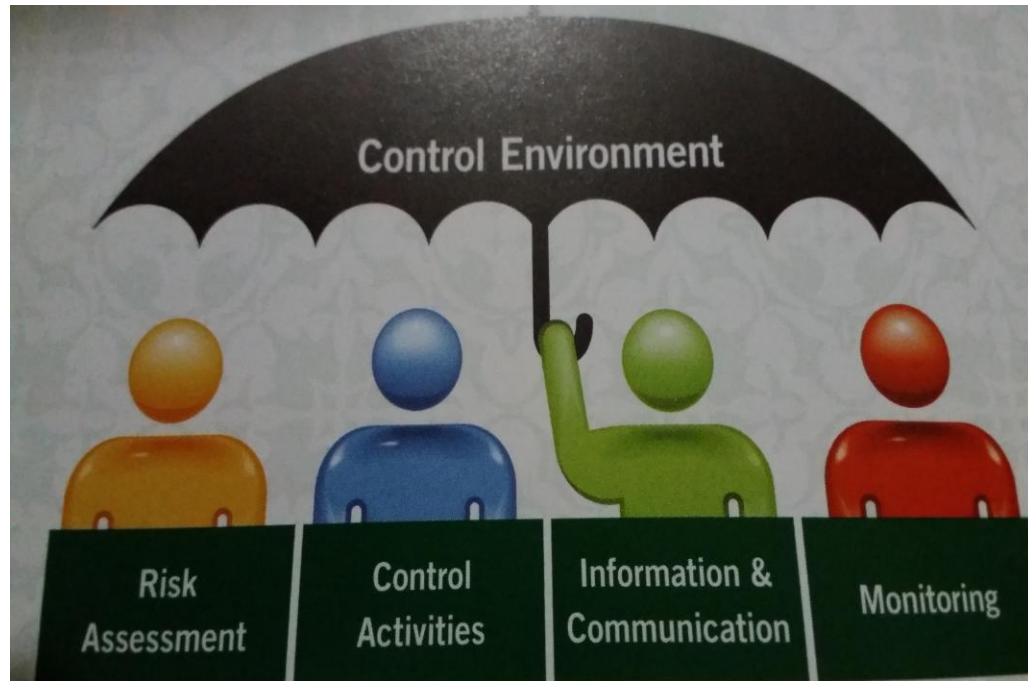 Control Environment
Risk
Assessment
Control
Activities
Information &
Communication
Monitoring